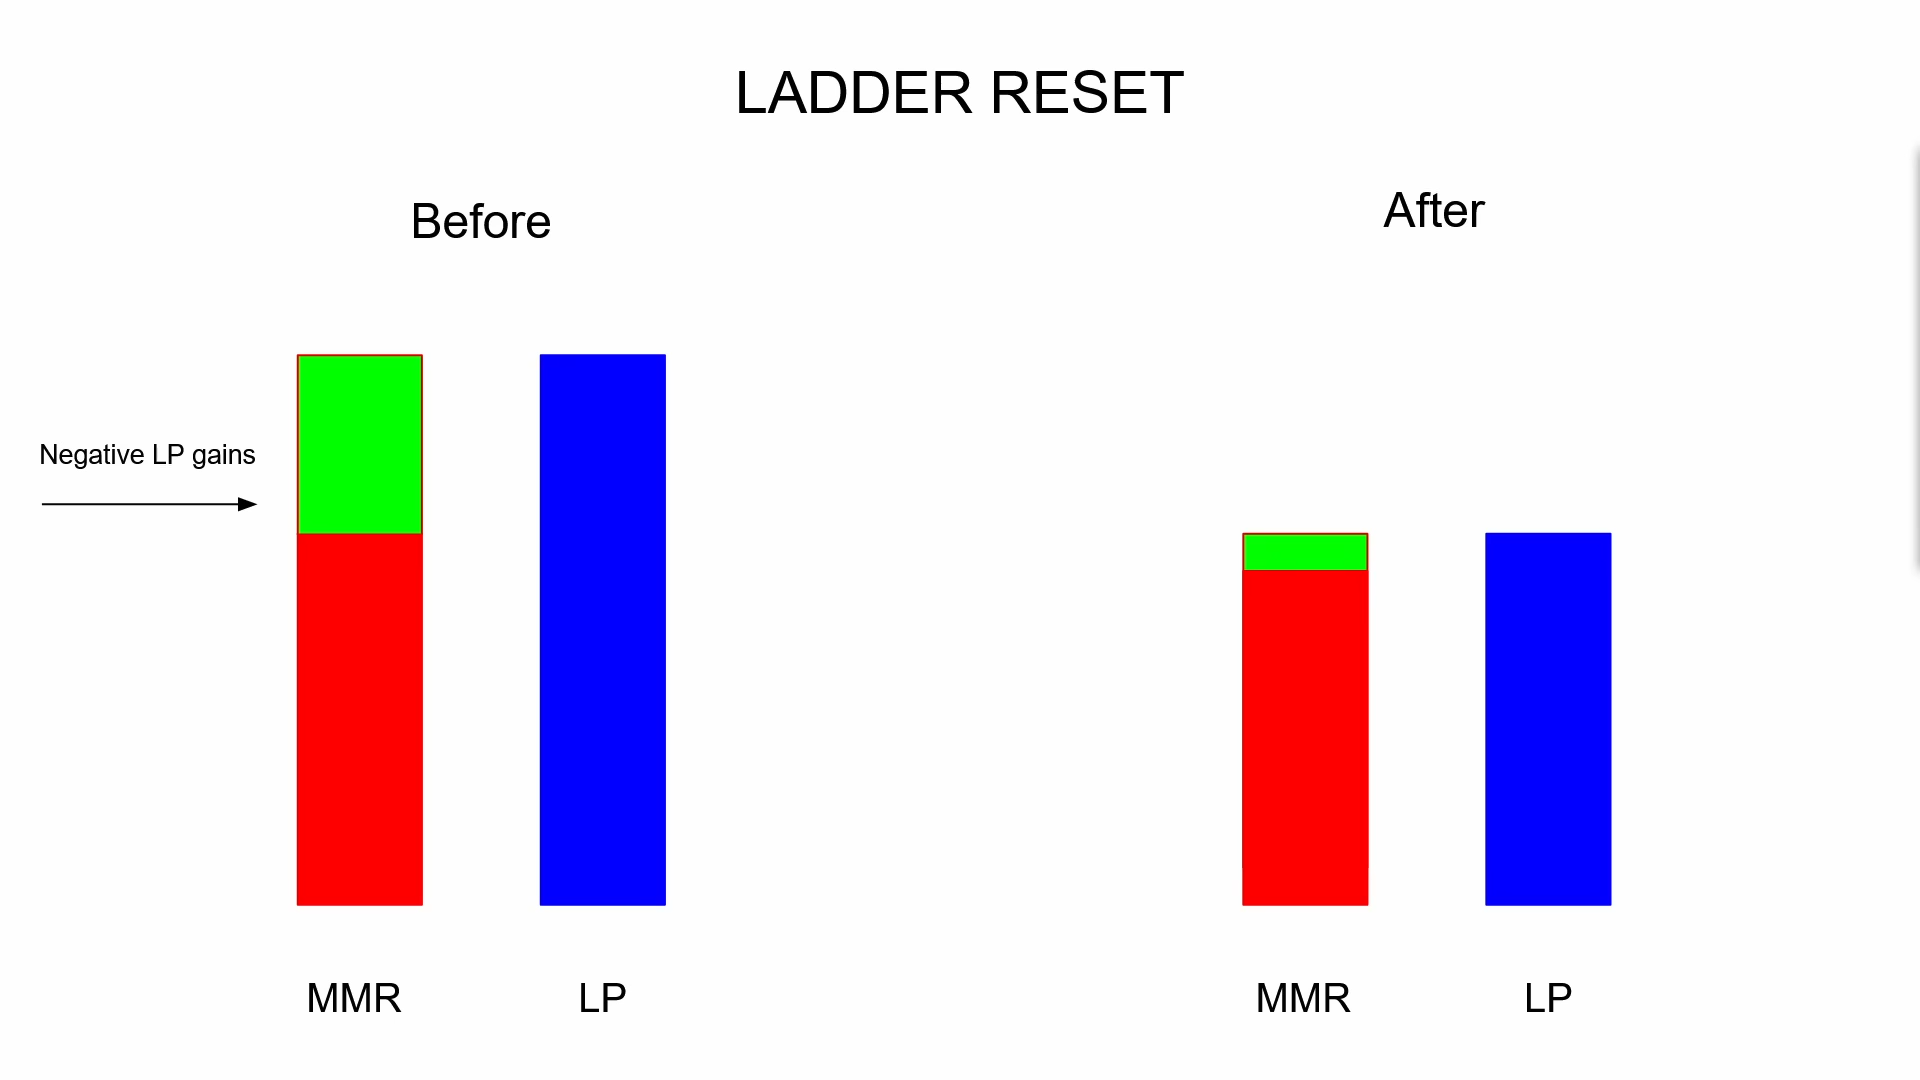 LADDER RESET
Before
After
Negative LP gains
MMR
LP
MMR
LP